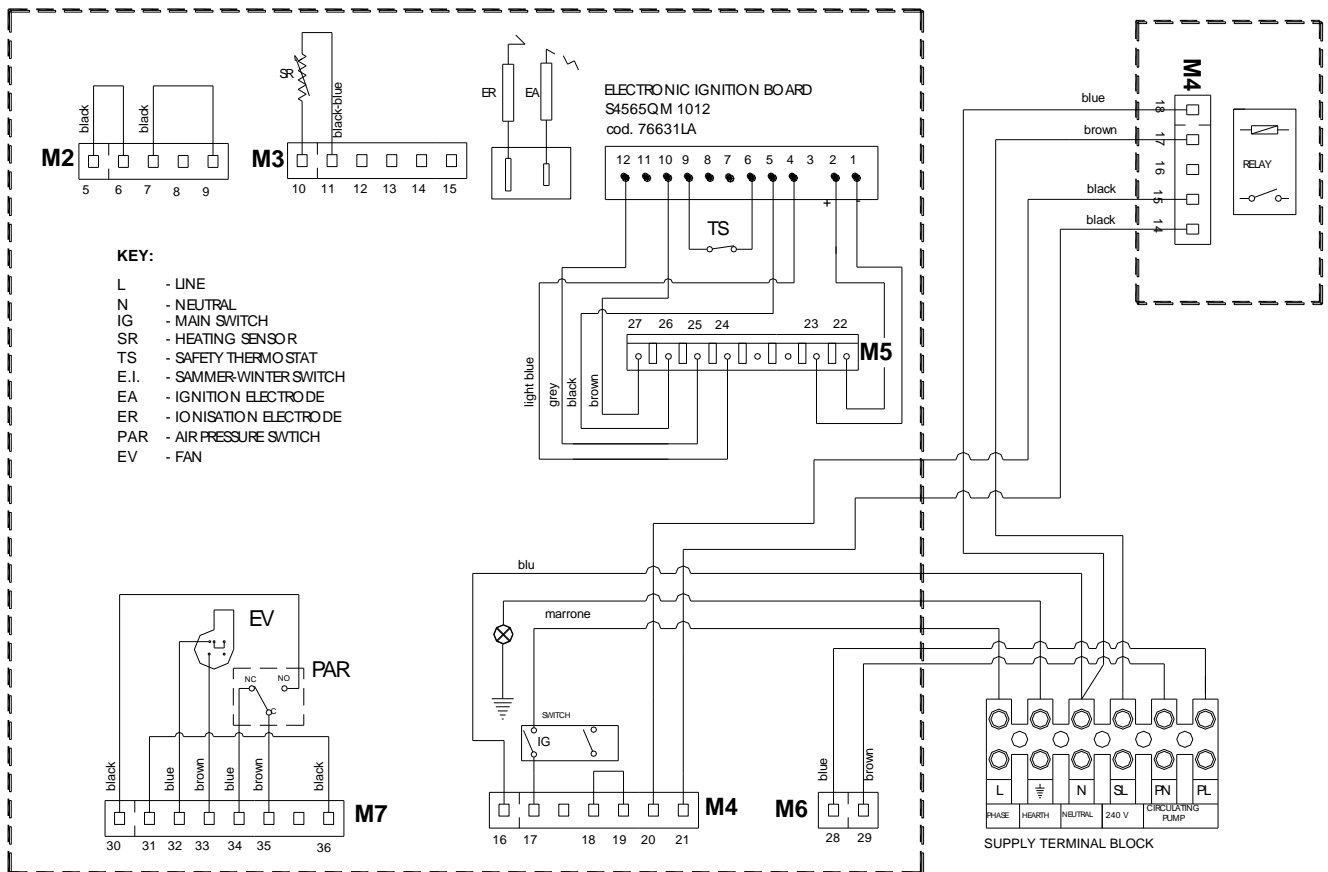 SR
black-blue
ER
EA
ELECTRONIC IGNITION BOARD
S4565QM 1012
cod. 76631LA
M4
blue
18
brown
17
16
RELAY
black
15
black
14
black
black
M2
5 6 7 8 9
M3
10 11 12 13 14 15
12 11 10 9 8 7 6 5 4 3 2 1
+ -
TS
KEY:
L - LINE
N - NEUTRAL
IG - MAIN SWITCH
SR - HEATING SENSOR
TS - SAFETY THERMOSTAT
E.I. - SAMMER-WINTER SWITCH
EA - IGNITION ELECTRODE
ER - IONISATION ELECTRODE
PAR - AIR PRESSURE SWTICH
EV - FAN
27 26 25 24 23 22
M5
light blue
grey
black
brown
blu
marrone
EV
PAR
NC NO
C
black
blue
brown
blue
brown
black
M7
30 31 32 33 34 35 36
SWITCH
IG
M4
16 17 18 19 20 21
blue
brown
M6
28 29
L N SL PN PL
PHASE HEARTH NEUTRAL 240 V CIRCULATING
PUMP
SUPPLY TERMINAL BLOCK